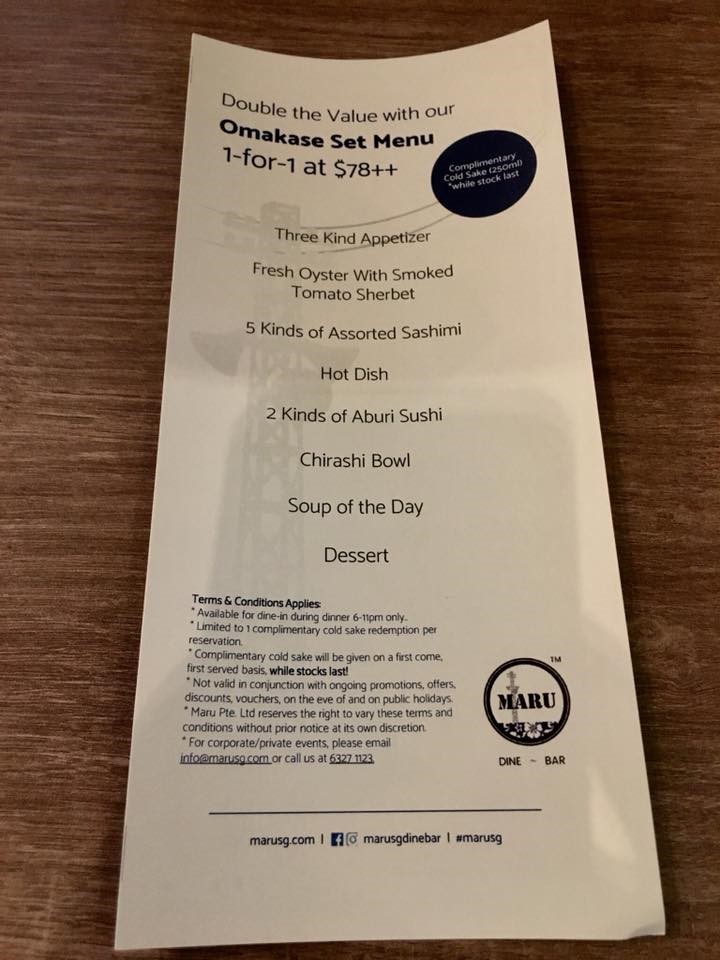 Double the Value with our
Omakase Set Menu
1-for-1 at $78++
Complimentary
Cold Sake (250ml)
*while stock last
Three Kind Appetizer
Fresh Oyster With Smoked
Tomato Sherbet
5 Kinds of Assorted Sashimi
Hot Dish
2 Kinds of Aburi Sushi
Chirashi Bowl
Soup of the Day
Dessert
Terms & Conditions Applies:
* Available for dine-in during dinner 6-11pm only..
* Limited to 1 complimentary cold sake redemption per
reservation.
* Complimentary cold sake will be given on a first come,
first served basis, while stocks last!
* Not valid in conjunction with ongoing promotions, offers,
discounts, vouchers, on the eve of and on public holidays.
* Maru Pte. Ltd reserves the right to vary these terms and
conditions without prior notice at its own discretion.
* For corporate/private events, please email
info@marusg.com or call us at 6327 1123.
TM
MARU
DINE ~ BAR
marusg.com | marusgdinebar | #marusg